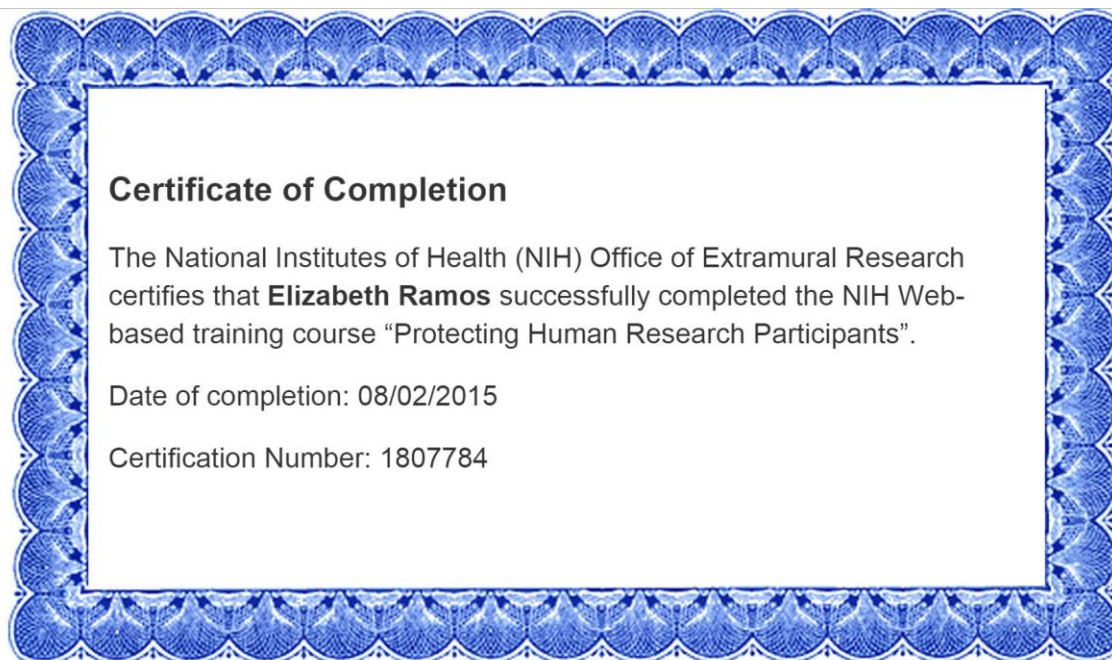 Certificate of Completion
The National Institutes of Health (NIH) Office of Extramural Research
certifies that Elizabeth Ramos successfully completed the NIH Web-
based training course “Protecting Human Research Participants”.
Date of completion: 08/02/2015
Certification Number: 1807784